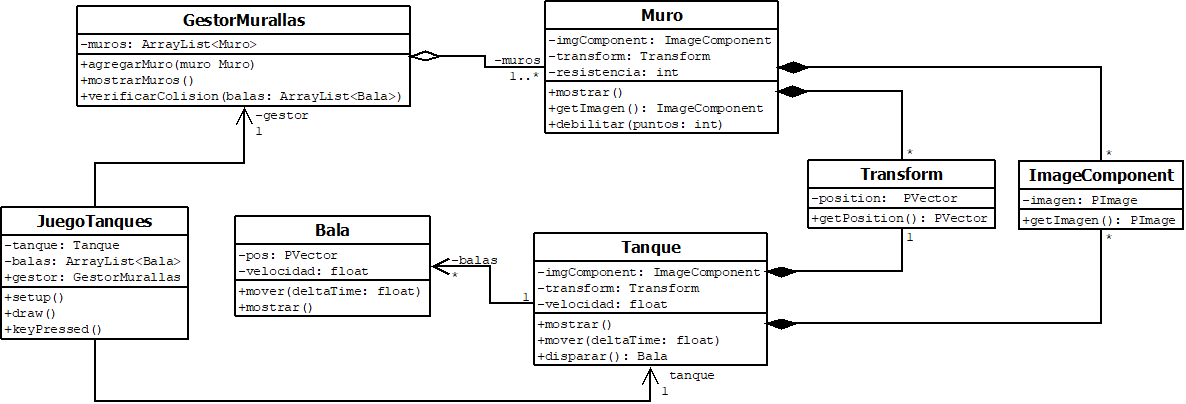 GestorMurallas
-muros: ArrayList<Muro>
+agregarMuro(muro Muro)
+mostrarMuros()
+verificarColision(balas: ArrayList<Bala>)
-muros
1..*
Muro
-imgComponent: ImageComponent
-transform: Transform
-resistencia: int
+mostrar()
+getImagen(): ImageComponent
+debilitar(puntos: int)
-gestor
1
*
*
Transform
-position:  PVector
+getPosition(): PVector
1
ImageComponent
-imagen: PImage
+getImagen(): PImage
*
JuegoTanques
-tanque: Tanque
-balas: ArrayList<Bala>
+gestor: GestorMurallas
+setup()
+draw()
+keyPressed()
Bala
-pos: PVector
-velocidad: float
+mover(deltaTime: float)
+mostrar()
-balas
*
1
Tanque
-imgComponent: ImageComponent
-transform: Transform
-velocidad: float
+mostrar()
+mover(deltaTime: float)
+disparar(): Bala
tanque
1